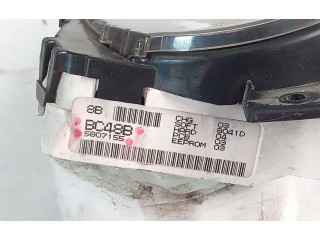 8B
BC48B
5807155
CHG 03
SOFT 8041D
HARD 04
PCB 03
EEPROM 03